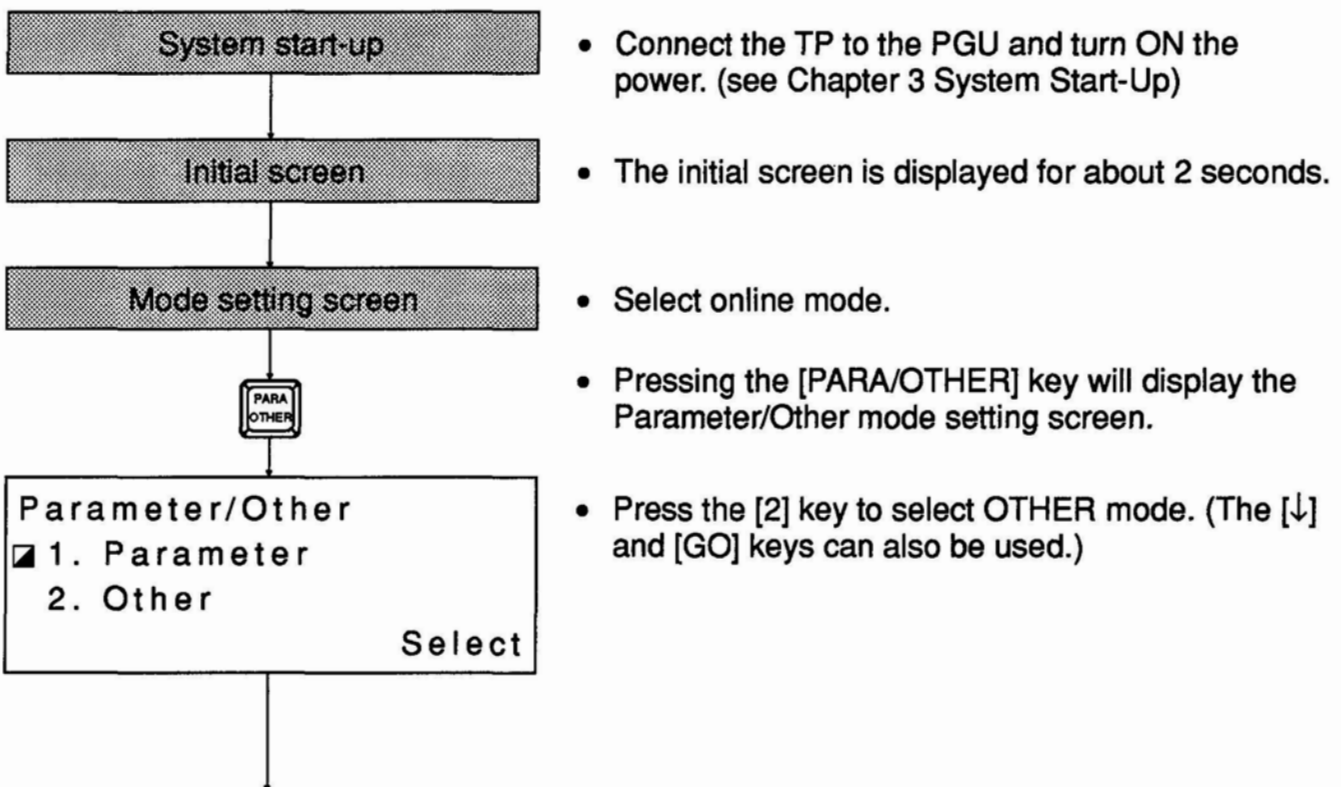 System start-up
• Connect the TP to the PGU and turn ON the
power. (see Chapter 3 System Start-Up)
Initial screen
• The initial screen is displayed for about 2 seconds.
Mode setting screen
• Select online mode.
PARA
OTHER
• Pressing the [PARA/OTHER] key will display the
Parameter/Other mode setting screen.
Parameter/Other
1. Parameter
2. Other
Select
• Press the [2] key to select OTHER mode. (The [↓]
and [GO] keys can also be used.)